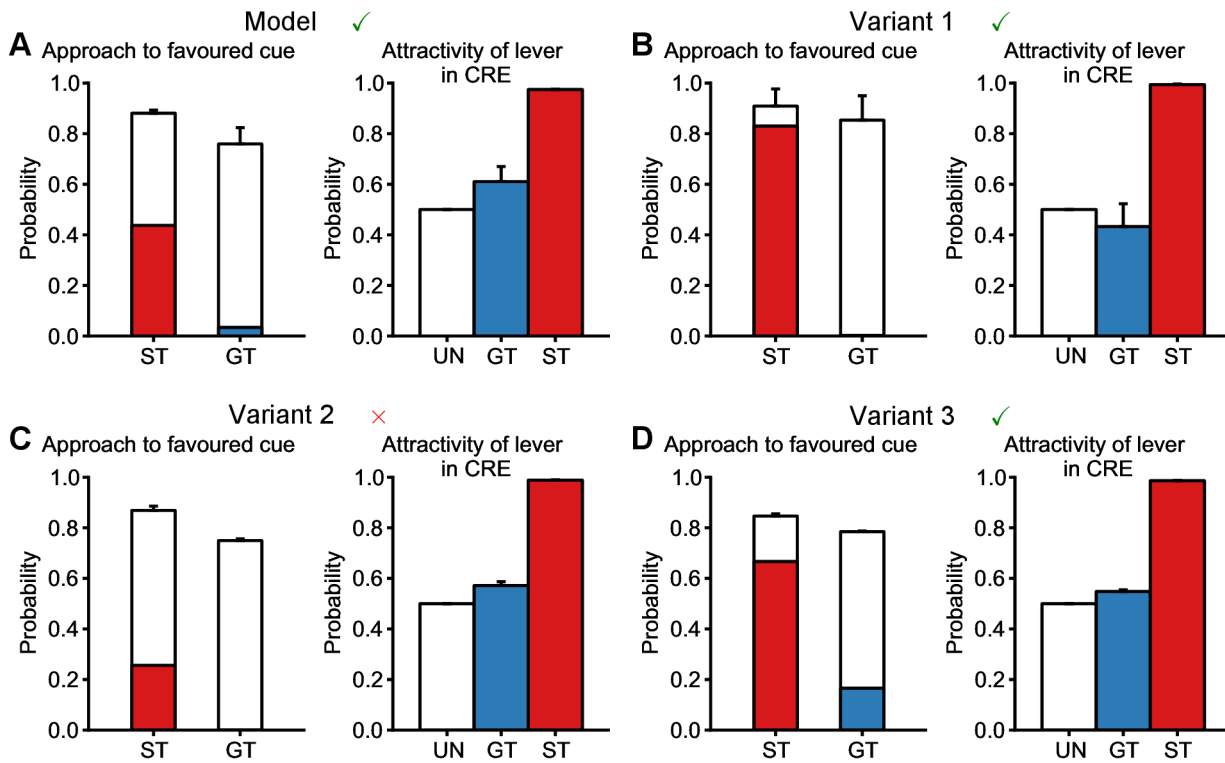 Model ✓
A
Approach to favoured cue
Probability
1.0
0.8
0.6
0.4
0.2
0.0
ST GT
Attractivity of lever
in CRE
Probability
1.0
0.8
0.6
0.4
0.2
0.0
UN GT ST
Variant 1 ✓
B
Approach to favoured cue
Probability
1.0
0.8
0.6
0.4
0.2
0.0
ST GT
Attractivity of lever
in CRE
Probability
1.0
0.8
0.6
0.4
0.2
0.0
UN GT ST
Variant 2 ×
C
Approach to favoured cue
Probability
1.0
0.8
0.6
0.4
0.2
0.0
ST GT
Attractivity of lever
in CRE
Probability
1.0
0.8
0.6
0.4
0.2
0.0
UN GT ST
Variant 3 ✓
D
Approach to favoured cue
Probability
1.0
0.8
0.6
0.4
0.2
0.0
ST GT
Attractivity of lever
in CRE
Probability
1.0
0.8
0.6
0.4
0.2
0.0
UN GT ST